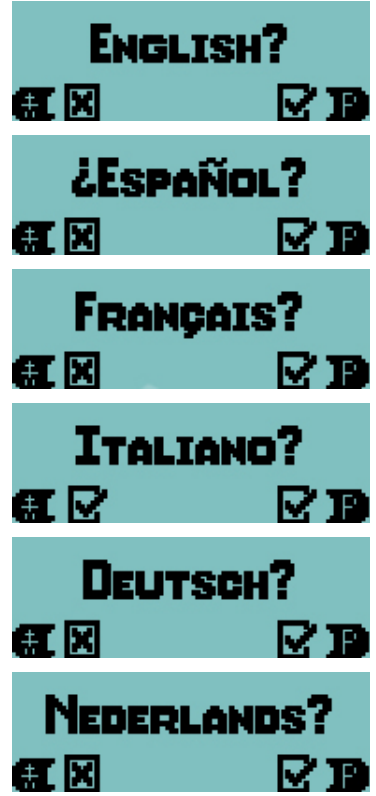 English?
¿Español?
Français?
Italiano?
Deutsch?
Nederlands?